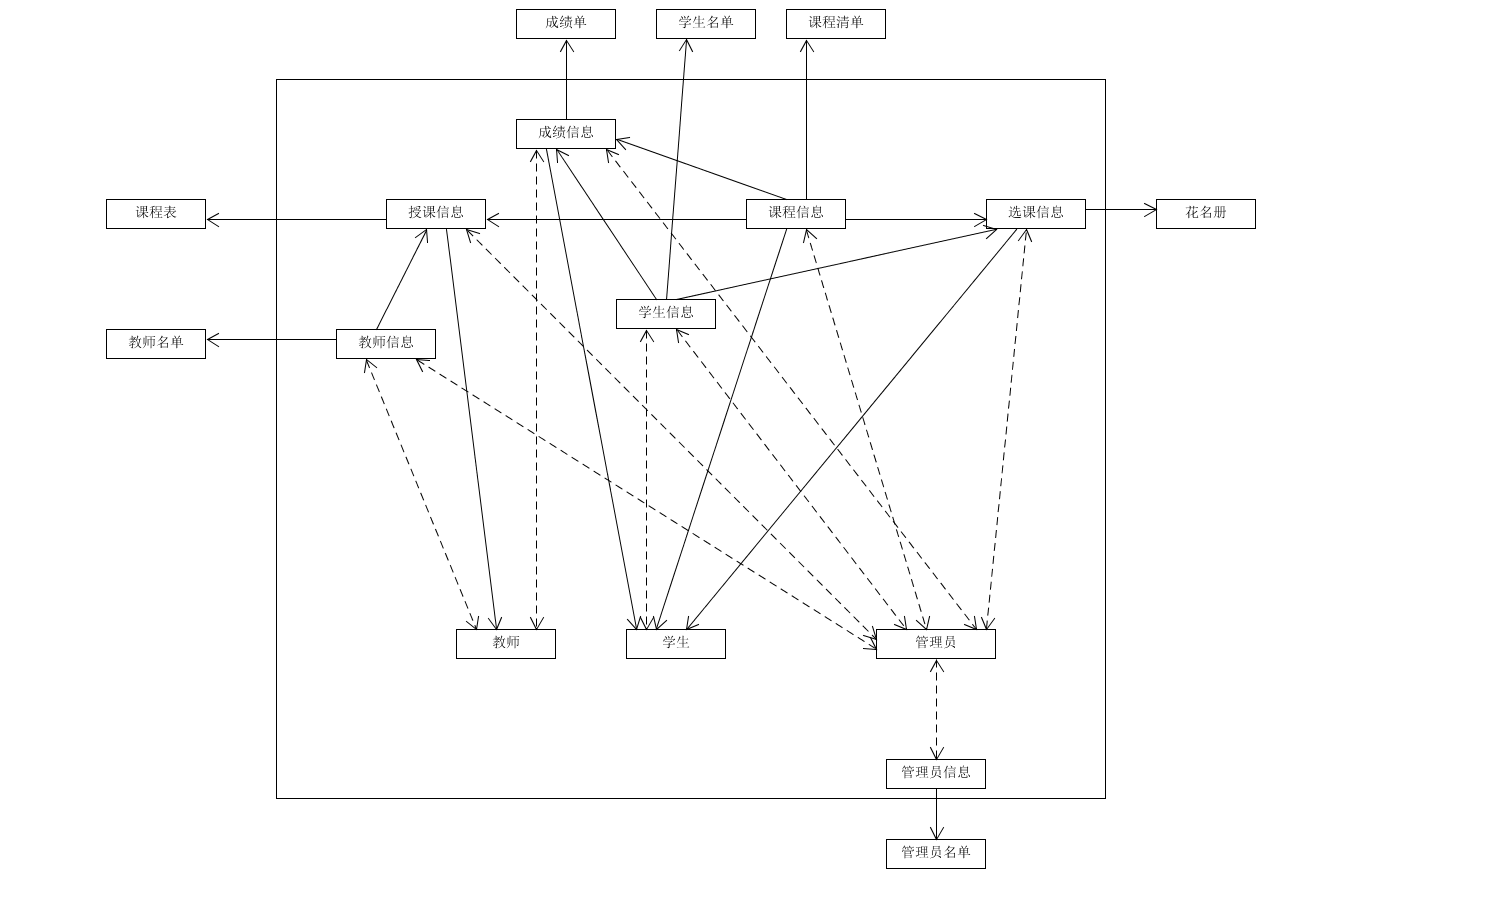 成绩单
学生名单
课程清单
成绩信息
课程表
授课信息
课程信息
选课信息
花名册
学生信息
教师名单
教师信息
教师
学生
管理员
管理员信息
管理员名单